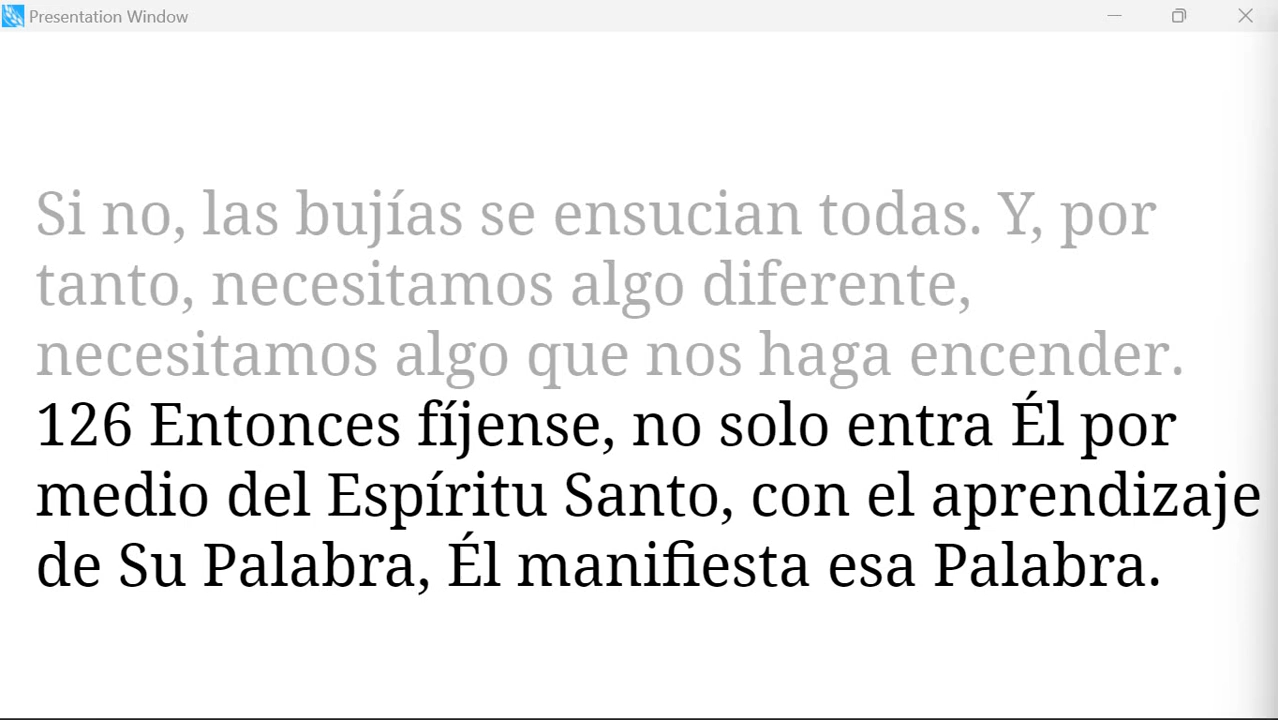 Presentation Window
Si no, las bujías se ensucian todas. Y, por
tanto, necesitamos algo diferente,
necesitamos algo que nos haga encender.
126 Entonces fíjense, no solo entra Él por
medio del Espíritu Santo, con el aprendizaje
de Su Palabra, Él manifiesta esa Palabra.